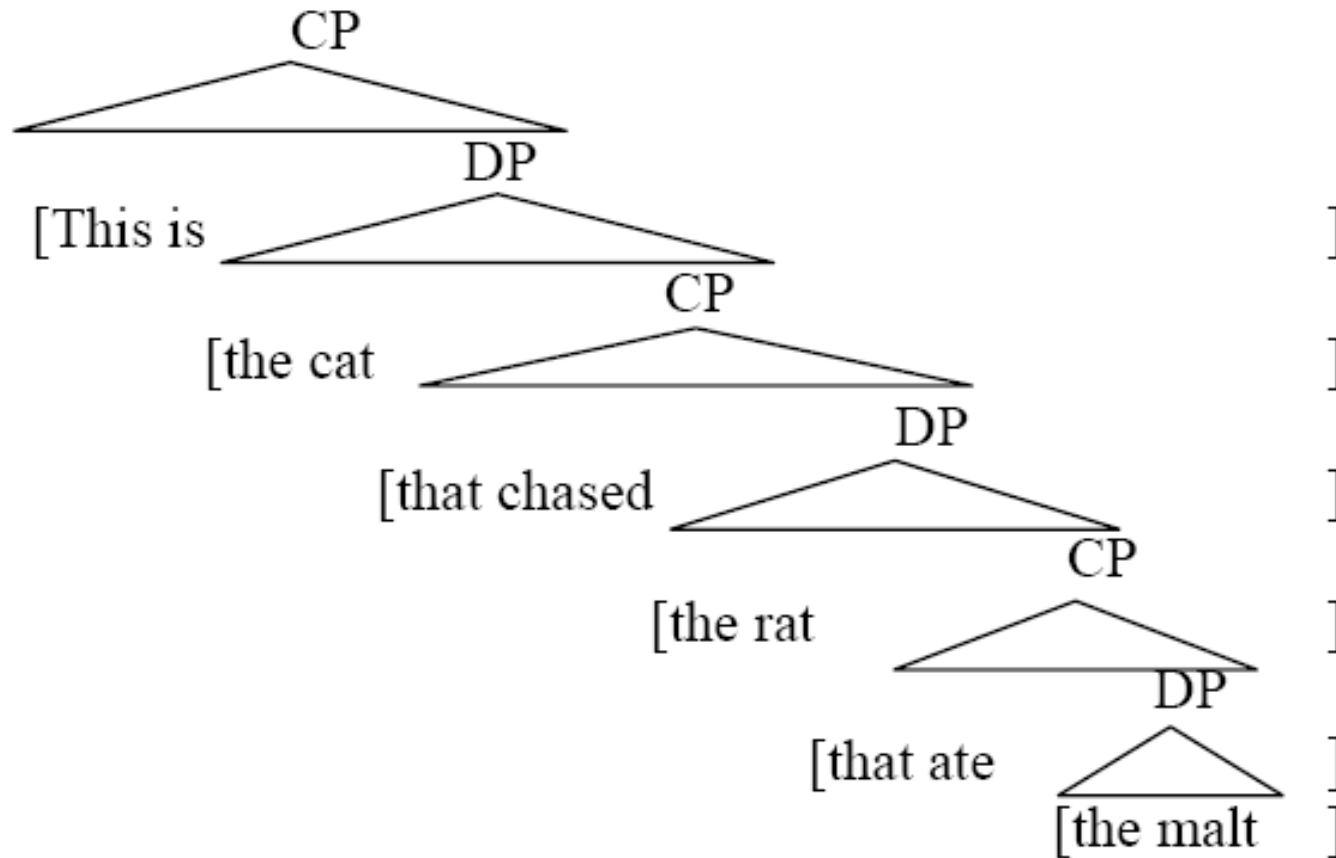 CP
DP
[This is ]
CP
[the cat ]
DP
[that chased ]
CP
[the rat ]
DP
[that ate ]
[the malt ]